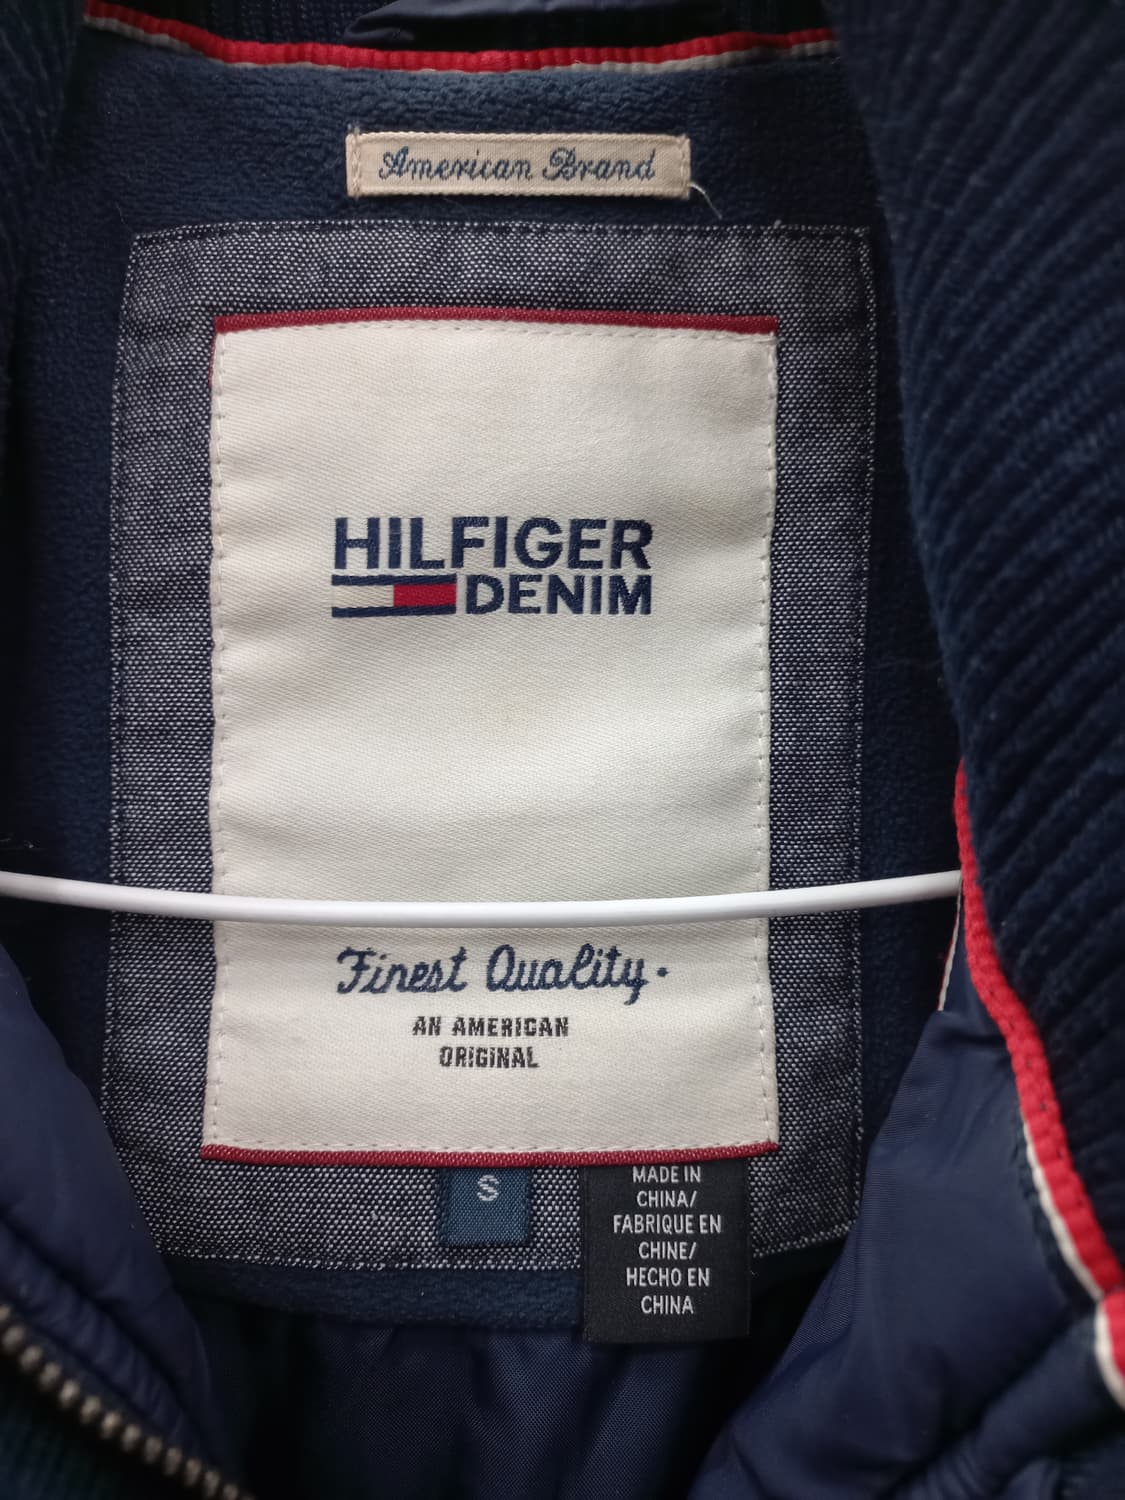 American Brand
HILFIGER
DENIM
Finest Quality.
AN AMERICAN
ORIGINAL
S
MADE IN
CHINA/
FABRIQUE EN
CHINE/
HECHO EN
CHINA